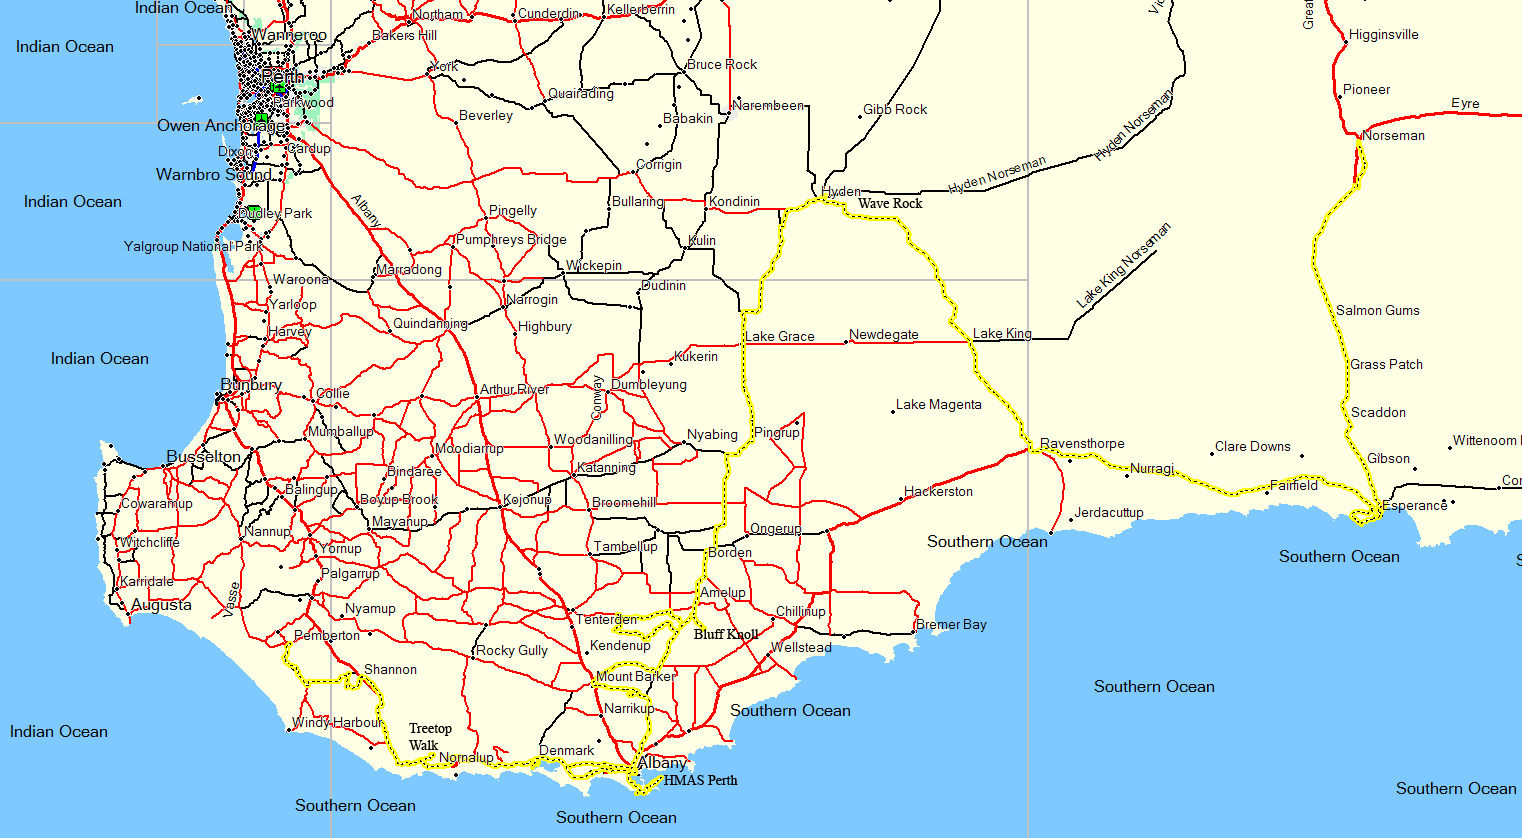 Indian Ocean
Northam
Cunderdin
Kellerberrin
Great
Vic
Wanneroo
Bakers Hill
Higginsville
Indian Ocean
York
Bruce Rock
Perth
Pioneer
Quairading
Parkwood
Narembeen
Gibb Rock
Eyre
Beverley
Babakin
Hyden Norseman
Owen Anchorage
Norseman
Dixon
Cardup
Corrigin
Warnbro Sound
Hyden Norseman
Indian Ocean
Albany
Hyden
Wave Rock
Bullaring
Kondinin
Dudley Park
Pingelly
Yalgroup National Park
Pumphreys Bridge
Kulin
Lake King Norseman
Marradong
Wickepin
Waroona
Dudinin
Yarloop
Narrogin
Salmon Gums
Harvey
Quindanning
Highbury
Lake Grace
Newdegate
Lake King
Indian Ocean
Kukerin
Grass Patch
Bunbury
Collie
Arthur River
Conway
Dumbleyung
Lake Magenta
Scaddon
Mumballup
Woodanilling
Nyabing
Pingrup
Ravensthorpe
Clare Downs
Wittenoom
Busselton
Moodiarrup
Bindaree
Katanning
Nurragi
Gibson
Balingup
Fairfield
Cowaramup
Boyup Brook
Kojonup
Broomehill
Hackerston
Esperance
Mayanup
Jerdacuttup
Nannup
Ongerup
Witchcliffe
Yornup
Tambellup
Borden
Southern Ocean
Southern Ocean
Karridale
Palgarrup
Vasse
Amelup
Augusta
Nyamup
Tenterden
Chillinup
Pemberton
Bluff Knoll
Bremer Bay
Rocky Gully
Kendenup
Wellstead
Shannon
Mount Barker
Southern Ocean
Narrikup
Southern Ocean
Windy Harbour
Treetop
Walk
Indian Ocean
Nornalup
Denmark
Albany
HMAS Perth
Southern Ocean
Southern Ocean
Southern Ocean